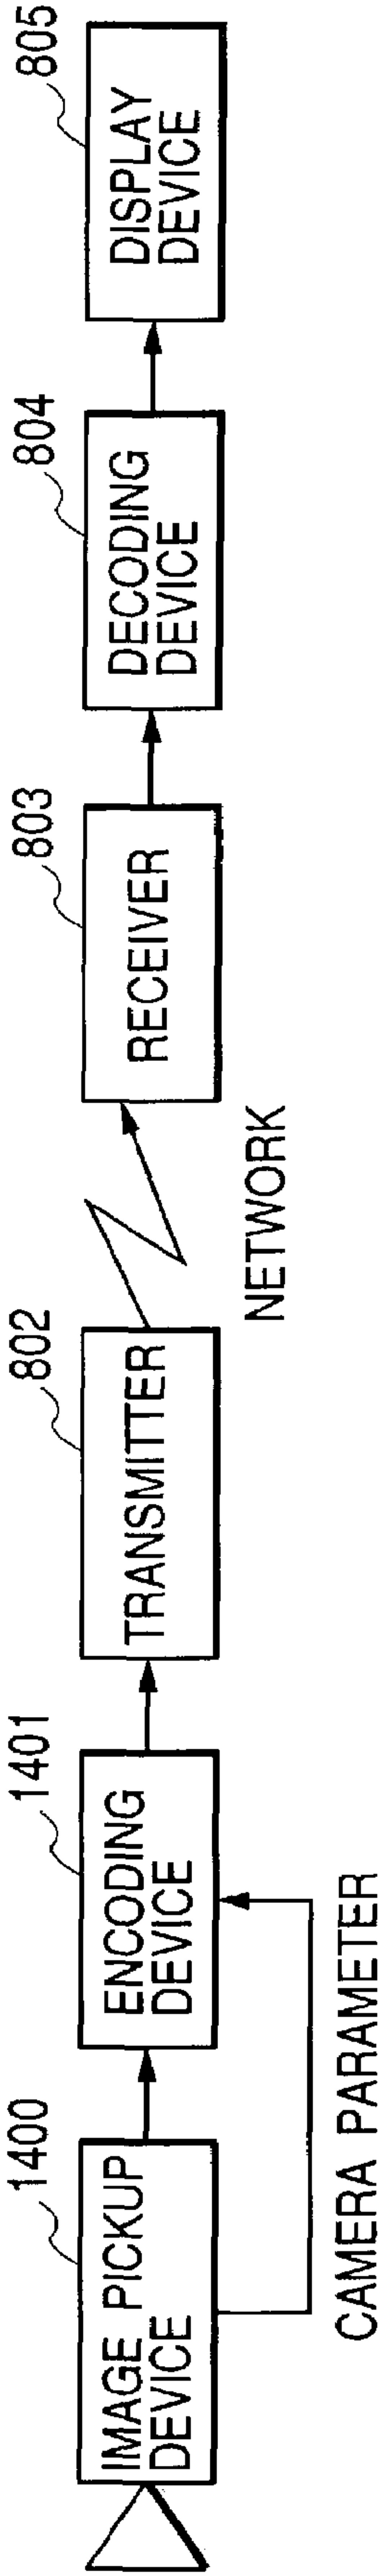 1400
IMAGE PICKUP
DEVICE
1401
ENCODING
DEVICE
CAMERA PARAMETER
802
TRANSMITTER
NETWORK
803
RECEIVER
804
DECODING
DEVICE
805
DISPLAY
DEVICE